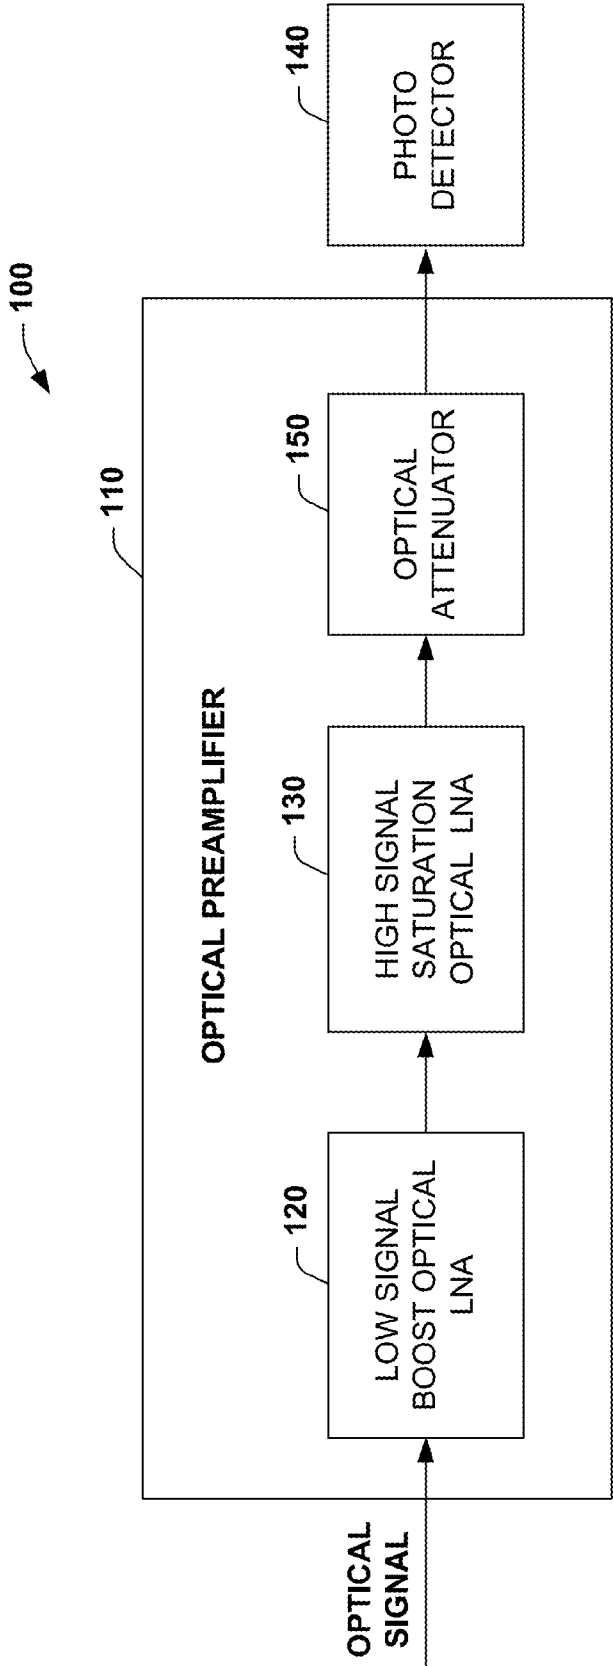 100
110
OPTICAL PREAMPLIFIER
OPTICAL
SIGNAL
120
LOW SIGNAL
BOOST OPTICAL
LNA
130
HIGH SIGNAL
SATURATION
OPTICAL LNA
150
OPTICAL
ATTENUATOR
140
PHOTO
DETECTOR